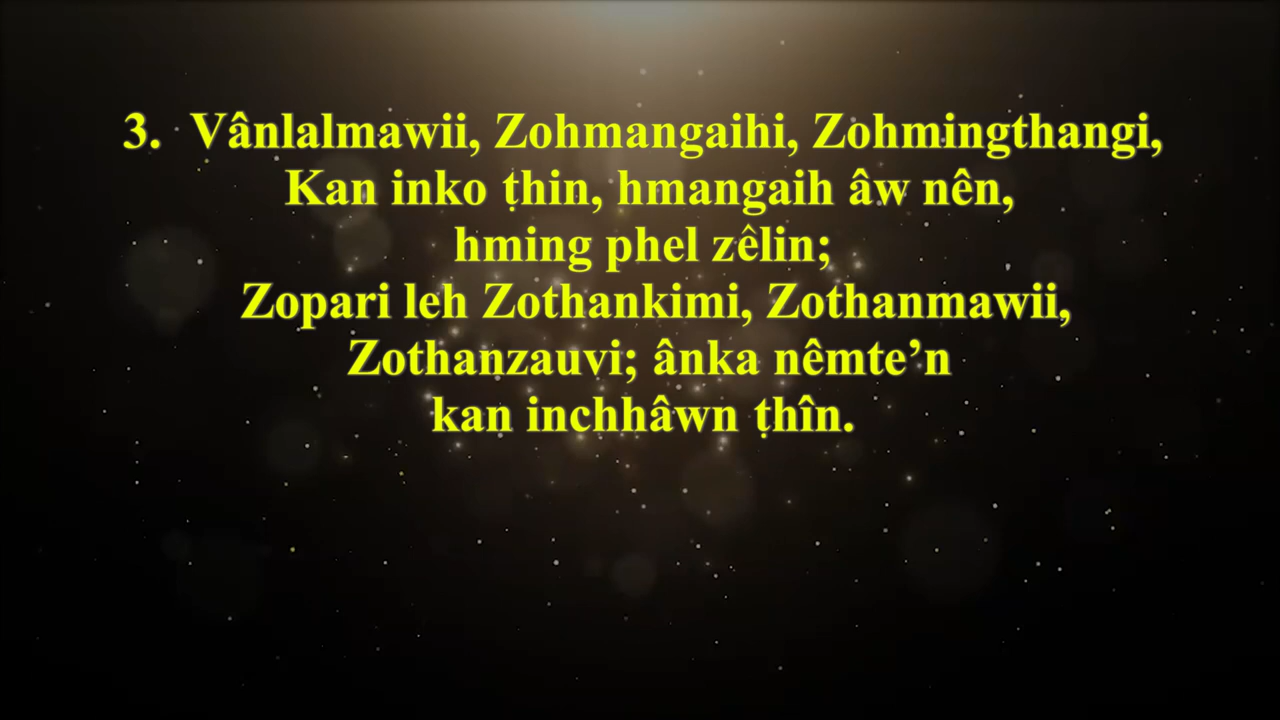 3. Vânlalmawii, Zohmangaihi, Zohmingthangi,
Kan inko ṭhin, hmangaih âw nên,
hming phel zêlin;
Zopari leh Zothankimi, Zothanmawii,
Zothanzauvi; ânka nêmte’n
kan inchhâwn ṭhîn.